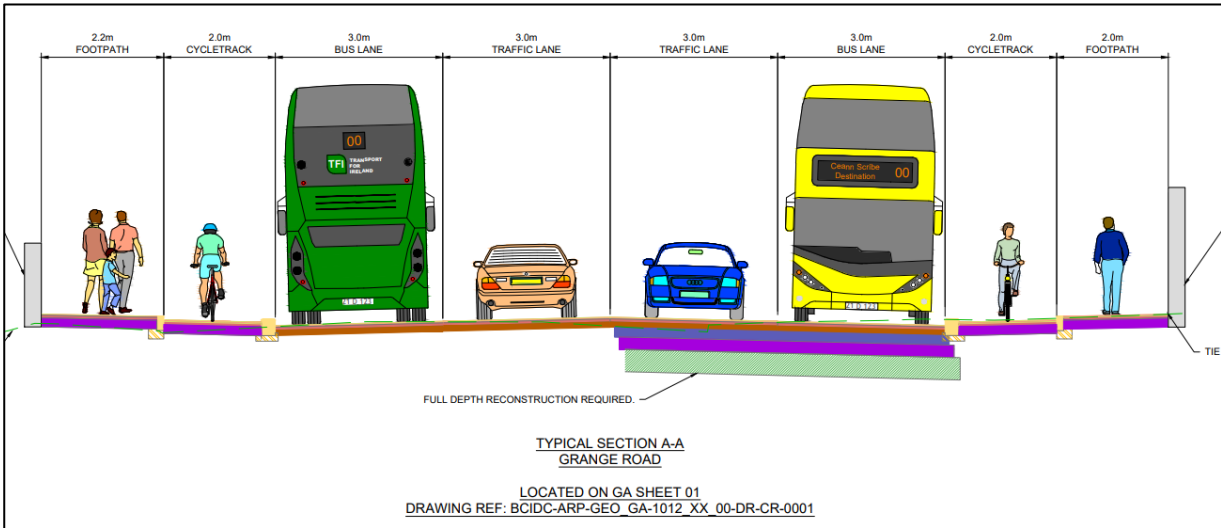 2.2m
FOOTPATH
2.0m
CYCLETRACK
3.0m
BUS LANE
3.0m
TRAFFIC LANE
3.0m
TRAFFIC LANE
3.0m
BUS LANE
2.0m
CYCLETRACK
2.0m
FOOTPATH
00
TFI
TRANSPORT
FOR
IRELAND
Ceann Scribe
Destination
00
TIE
FULL DEPTH RECONSTRUCTION REQUIRED.
TYPICAL SECTION A-A
GRANGE ROAD
LOCATED ON GA SHEET 01
DRAWING REF: BCIDC-ARP-GEO_GA-1012_XX_00-DR-CR-0001